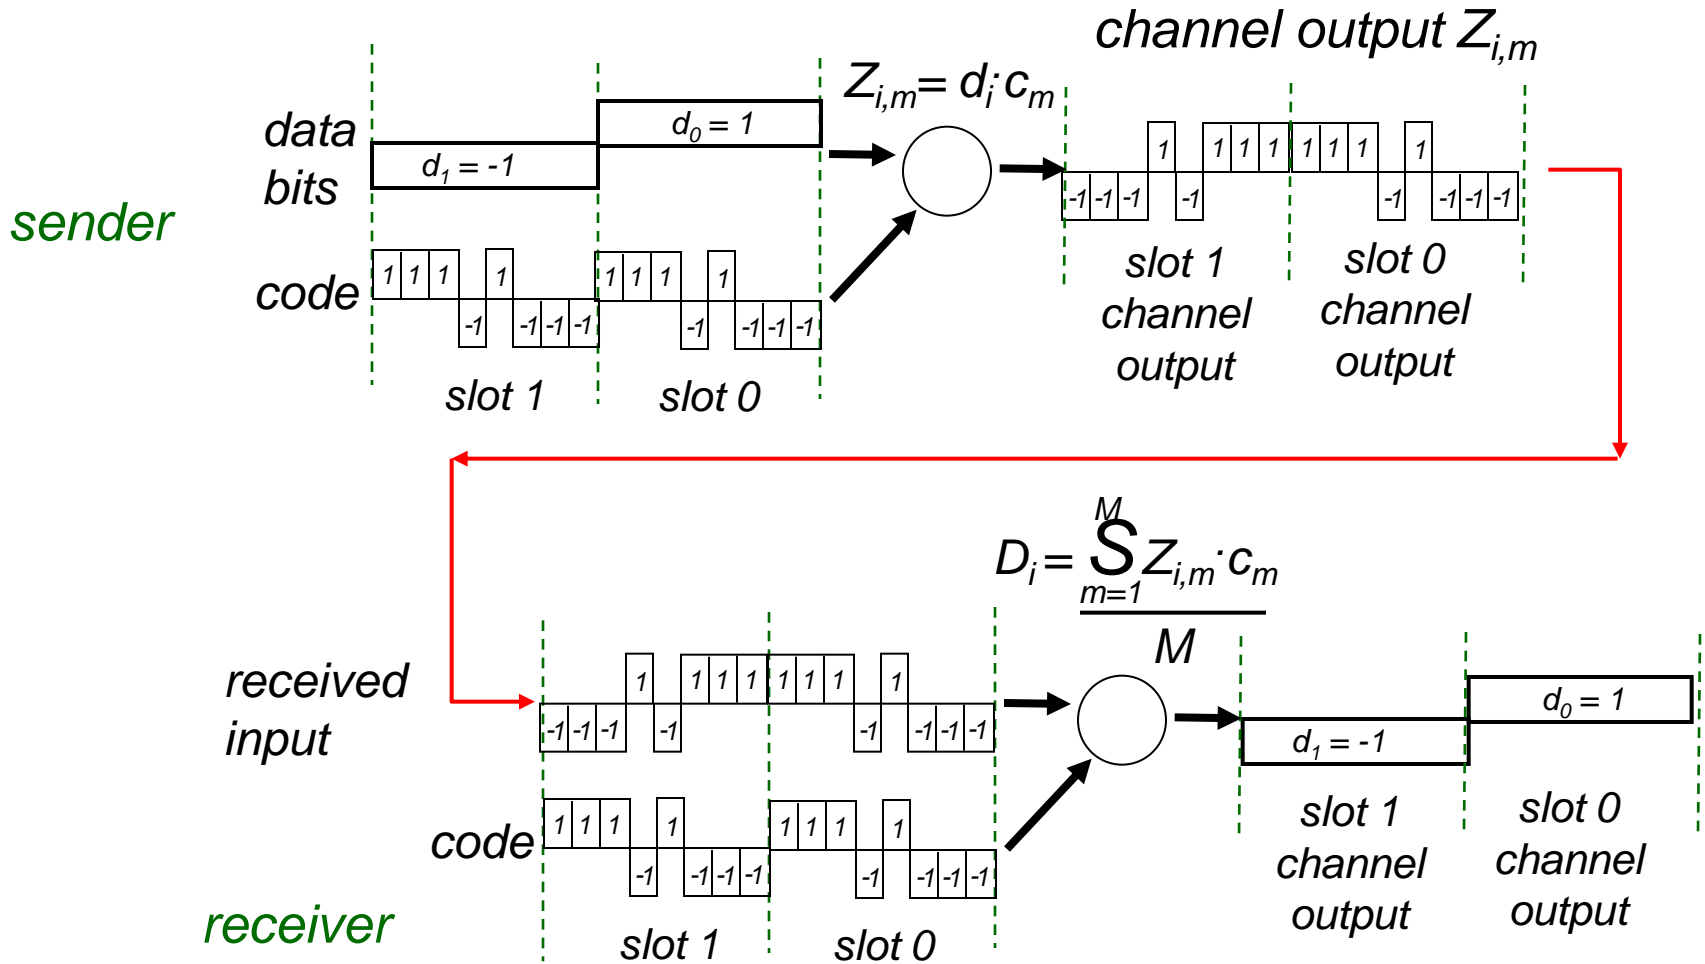 channel output Z_{i,m}
Z_{i,m} = d_i · c_m
data
bits
d_1 = -1
d_0 = 1
sender
code
1 1 1 -1 1 -1 -1 -1
1 1 1 -1 1 -1 -1 -1
slot 1
slot 0
-1 -1 -1 1 -1 1 1 1
1 1 1 -1 1 -1 -1 -1
slot 1
channel
output
slot 0
channel
output
D_i = S Z_{i,m} · c_m
M
m=1
M
received
input
-1 -1 -1 1 -1 1 1 1
1 1 1 -1 1 -1 -1 -1
code
1 1 1 -1 1 -1 -1 -1
1 1 1 -1 1 -1 -1 -1
receiver
slot 1
slot 0
d_1 = -1
d_0 = 1
slot 1
channel
output
slot 0
channel
output